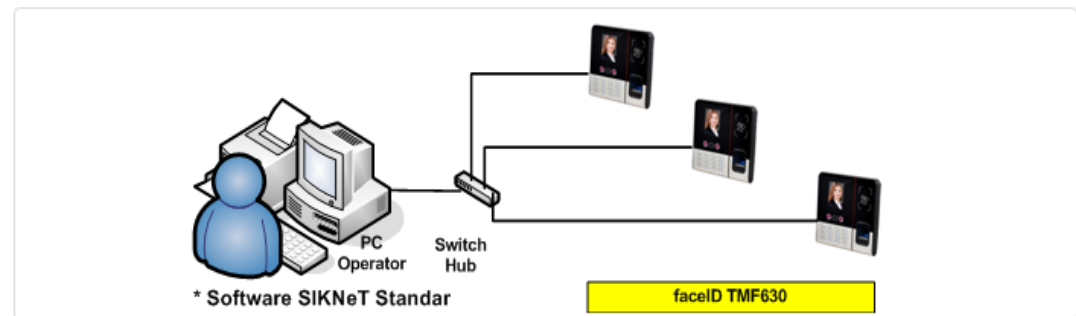 PC
Operator
Switch
Hub
* Software SIKNeT Standar
faceID TMF630